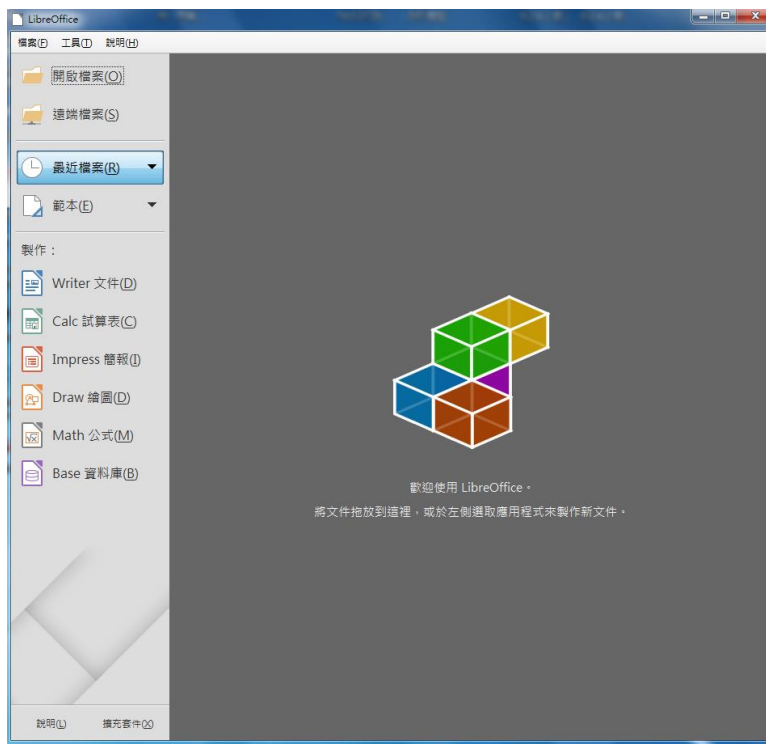 LibreOffice
檔案(F) 工具(T) 說明(H)
開啟檔案(O)
遠端檔案(S)
最近檔案(R)
範本(E)
製作：
Writer 文件(D)
Calc 試算表(C)
Impress 簡報(I)
Draw 繪圖(D)
Math 公式(M)
Base 資料庫(B)
歡迎使用 LibreOffice。
將文件拖放到這裡，或於左側選取應用程式來製作新文件。
說明(L) 擴充套件(X)